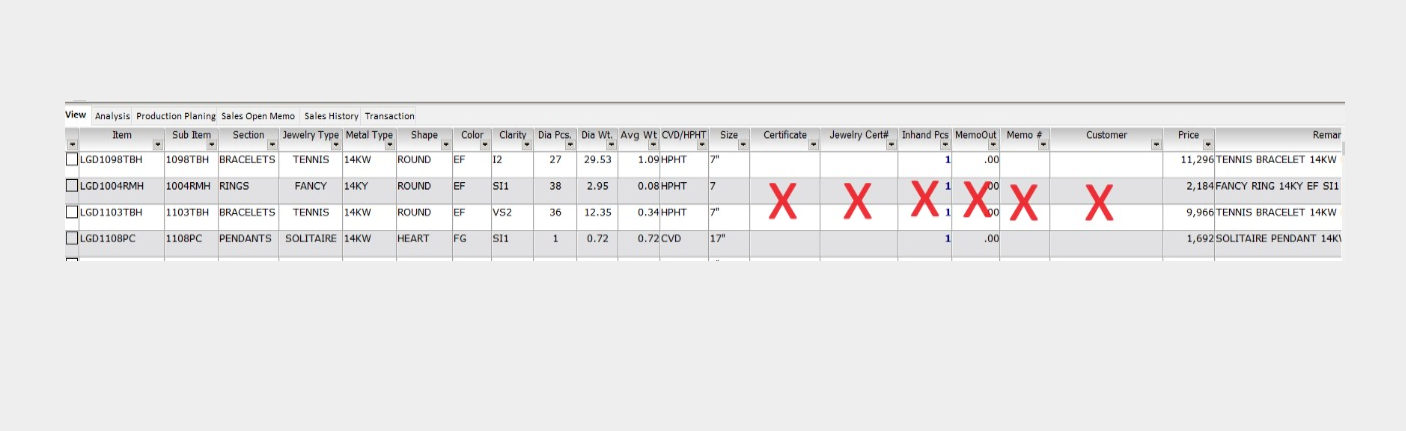 View Analysis Production Planing Sales Open Memo Sales History Transaction
Item Sub Item Section Jewelry Type Metal Type Shape Color Clarity Dia Pcs. Dia Wt. Avg Wt CVD/HPHT Size Certificate Jewelry Cert# Inhand Pcs MemoOut Memo # Customer Price Remar
LGD1098TBH 1098TBH BRACELETS TENNIS 14KW ROUND EF I2 27 29.53 1.09 HPHT 7" 1 .00 11,296 TENNIS BRACELET 14KW
LGD1004RMH 1004RMH RINGS FANCY 14KY ROUND EF SI1 38 2.95 0.08 HPHT 7 X X X 1 X 00 X X 2,184 FANCY RING 14KY EF SI1
LGD1103TBH 1103TBH BRACELETS TENNIS 14KW ROUND EF VS2 36 12.35 0.34 HPHT 7" 1 00 9,966 TENNIS BRACELET 14KW
LGD1108PC 1108PC PENDANTS SOLITAIRE 14KW HEART FG SI1 1 0.72 0.72 CVD 17" 1 .00 1,692 SOLITAIRE PENDANT 14K